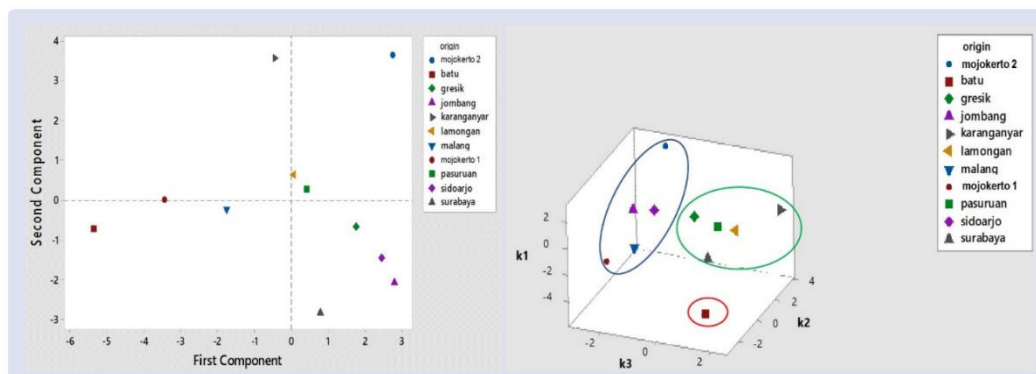 4
3
2
1
0
-1
-2
-3
-6
-5
-4
-3
-2
-1
0
1
2
3
Second Component
First Component
origin
mojokerto 2
batu
gresik
jombang
karanganyar
lamongan
malang
mojokerto 1
pasuruan
sidoarjo
surabaya
2
0
-2
-4
k1
-2
0
2
k3
4
2
0
-2
k2
origin
mojokerto 2
batu
gresik
jombang
karanganyar
lamongan
malang
mojokerto 1
pasuruan
sidoarjo
surabaya